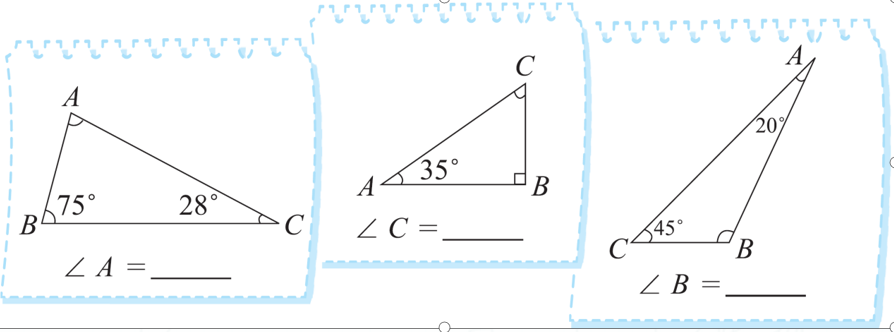 A
B
75°
28°
C
∠ A = ______
C
A
35°
B
∠ C = ______
A
20°
C
45°
B
∠ B = ______